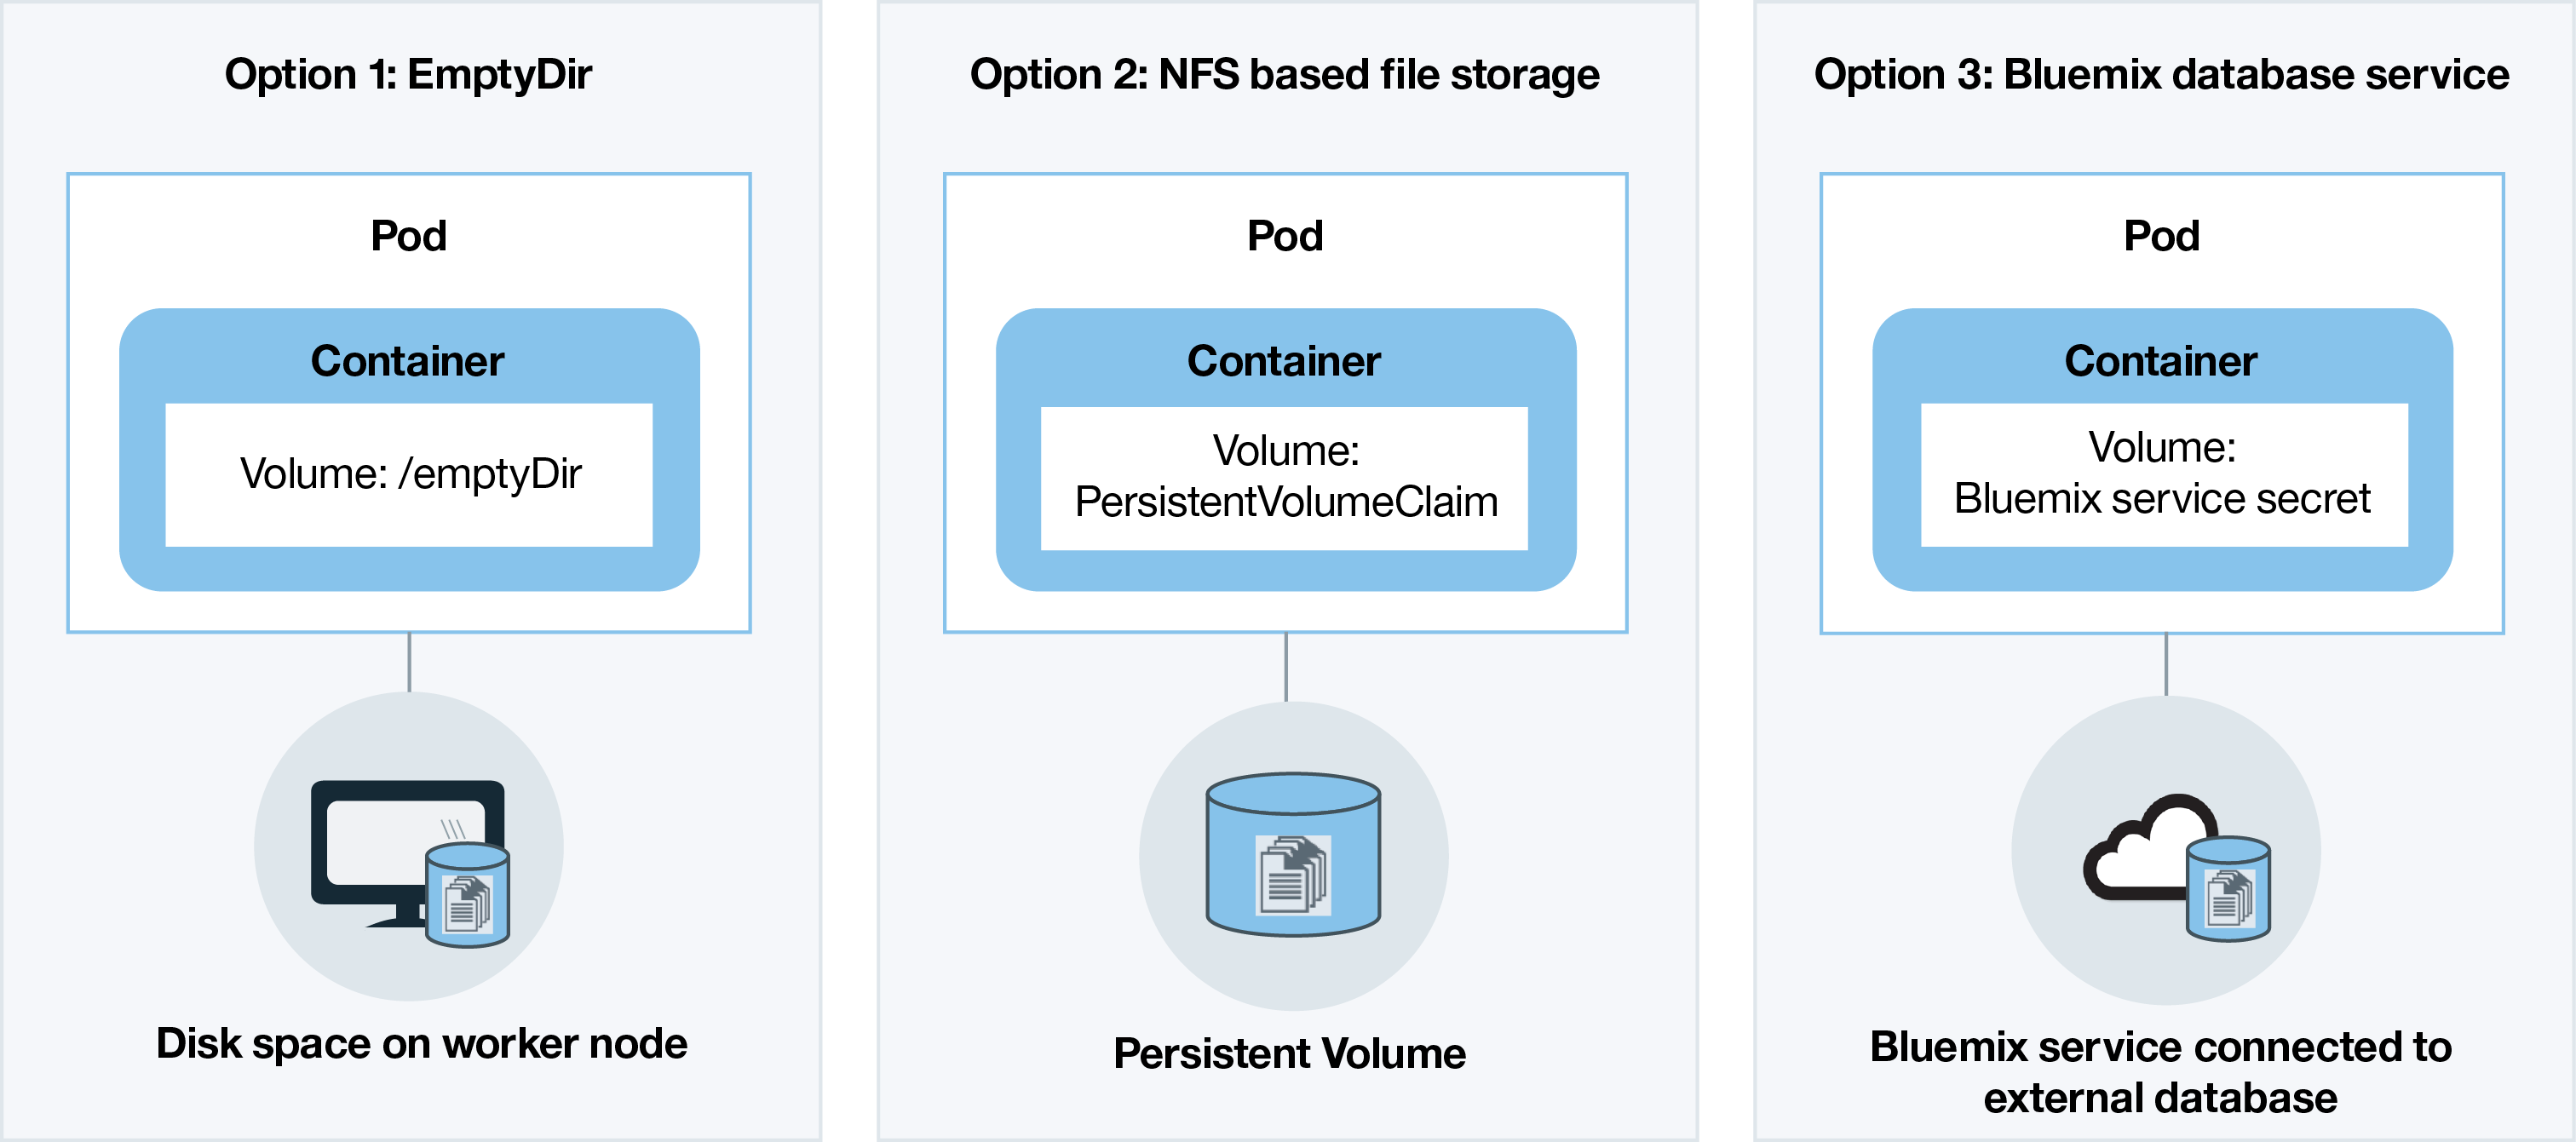 Option 1: EmptyDir
Pod
Container
Volume: /emptyDir
Disk space on worker node
Option 2: NFS based file storage
Pod
Container
Volume:
PersistentVolumeClaim
Persistent Volume
Option 3: Bluemix database service
Pod
Container
Volume:
Bluemix service secret
Bluemix service connected to
external database